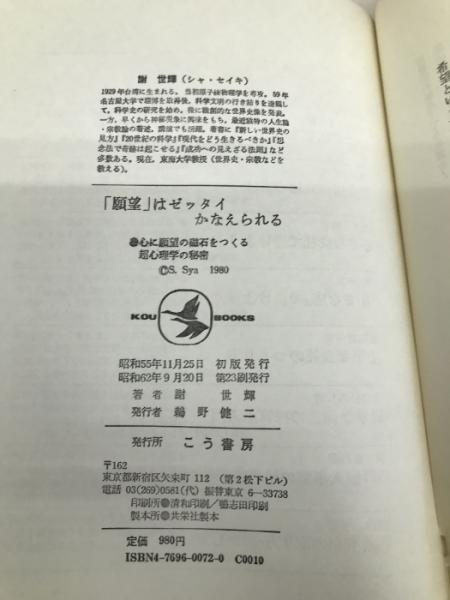 謝 世輝 (シャ・セイキ)
1929年台湾に生まれる。当初原子核物理学を専攻。59年
名古屋大学で理博を取得後、科学文明の行き詰りを逹観し
て、科学史の研究を始め、後に独創的な世界史像を発表。
一方、早くから神秘現象に興味をもち、最近独特の人生論
・宗教論の著述、講演でも活躍。著書に『新しい世界史の
見方』『20世紀の科学』『現代をどう生きるべきか』『想
念法で奇跡は起こせる』『成功への見えざる法則』など
多数ある。現在、東海大学教授(世界史・宗教などを
教える)。
「願望」はゼッタイ
かなえられる
心に願望の磁石をつくる
超心理学の秘密
©S. Sya 1980
KOU BOOKS
昭和55年11月25日 初版発行
昭和62年9月20日 第23刷発行
著者 謝 世輝
発行者 鵜野健二
発行所 こう書房
〒162
東京都新宿区矢来町112 (第2松下ビル)
電話 03(269)0581(代) 振替東京6-33738
印刷所●清和印刷/鴨志田印刷
製本所●共栄社製本
定価 980円
ISBN4-7696-0072-0 C0010
希望とい